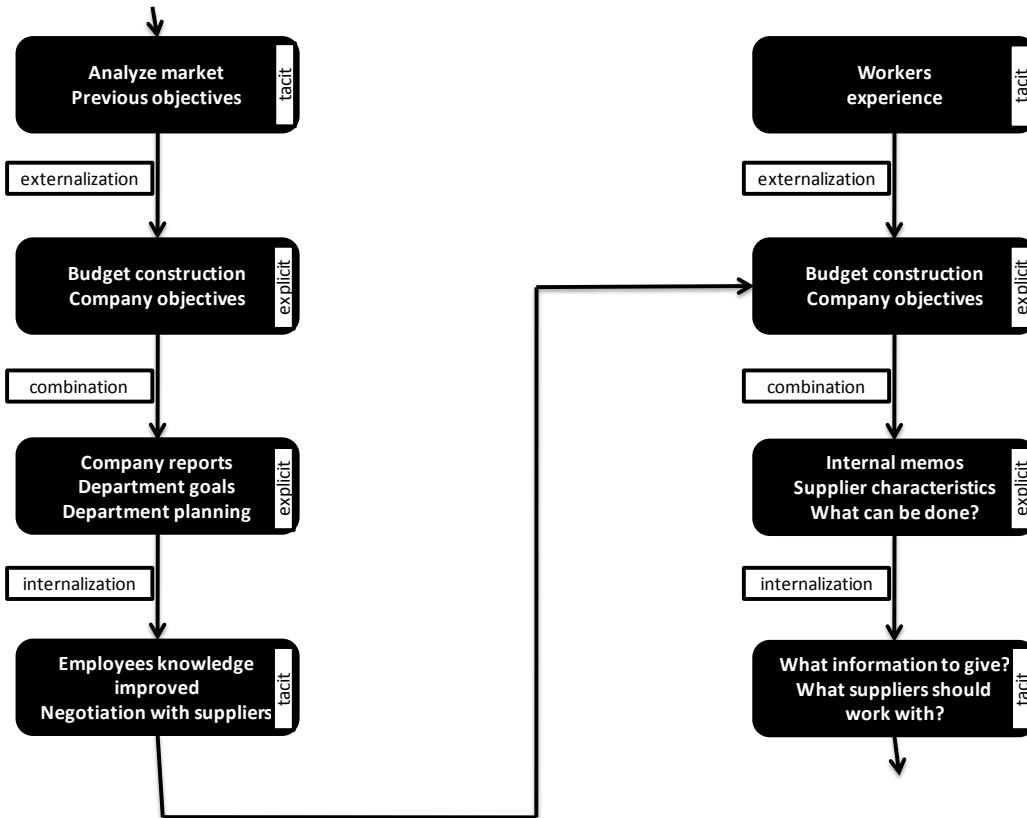 Analyze market
Previous objectives
tacit
externalization
Budget construction
Company objectives
explicit
combination
Company reports
Department goals
Department planning
explicit
internalization
Employees knowledge
improved
Negotiation with suppliers
tacit
Workers
experience
tacit
externalization
Budget construction
Company objectives
explicit
combination
Internal memos
Supplier characteristics
What can be done?
explicit
internalization
What information to give?
What suppliers should
work with?
tacit